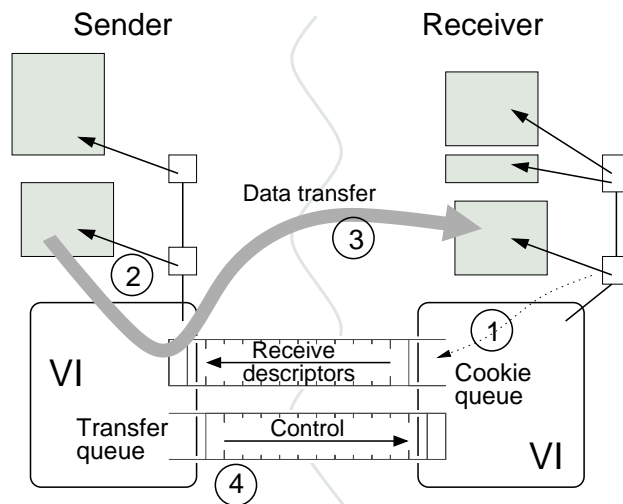 Sender
Receiver
Data transfer
3
2
1
VI
Receive
descriptors
Cookie
queue
Transfer
queue
Control
VI
4